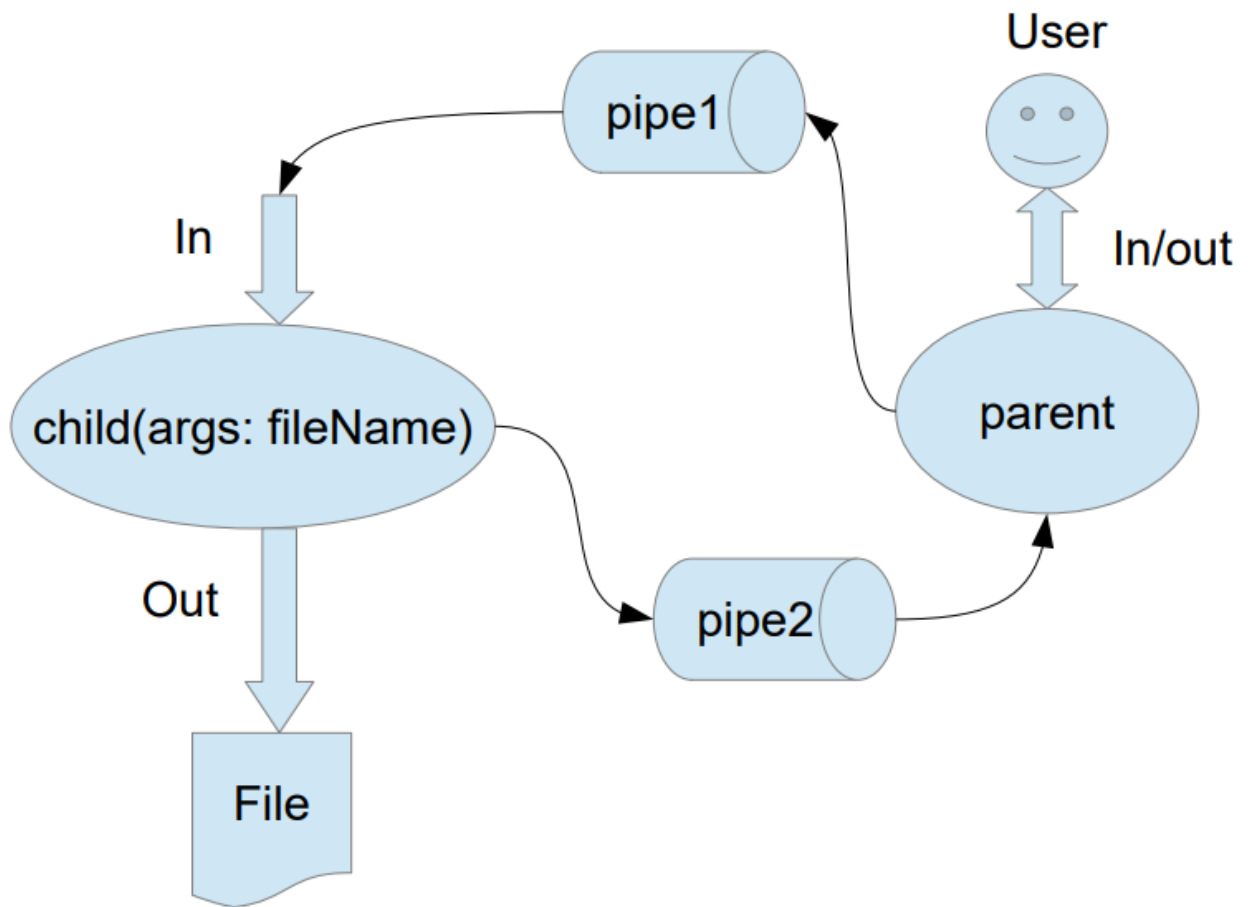 User
pipe1
In
In/out
child(args: fileName)
parent
Out
pipe2
File